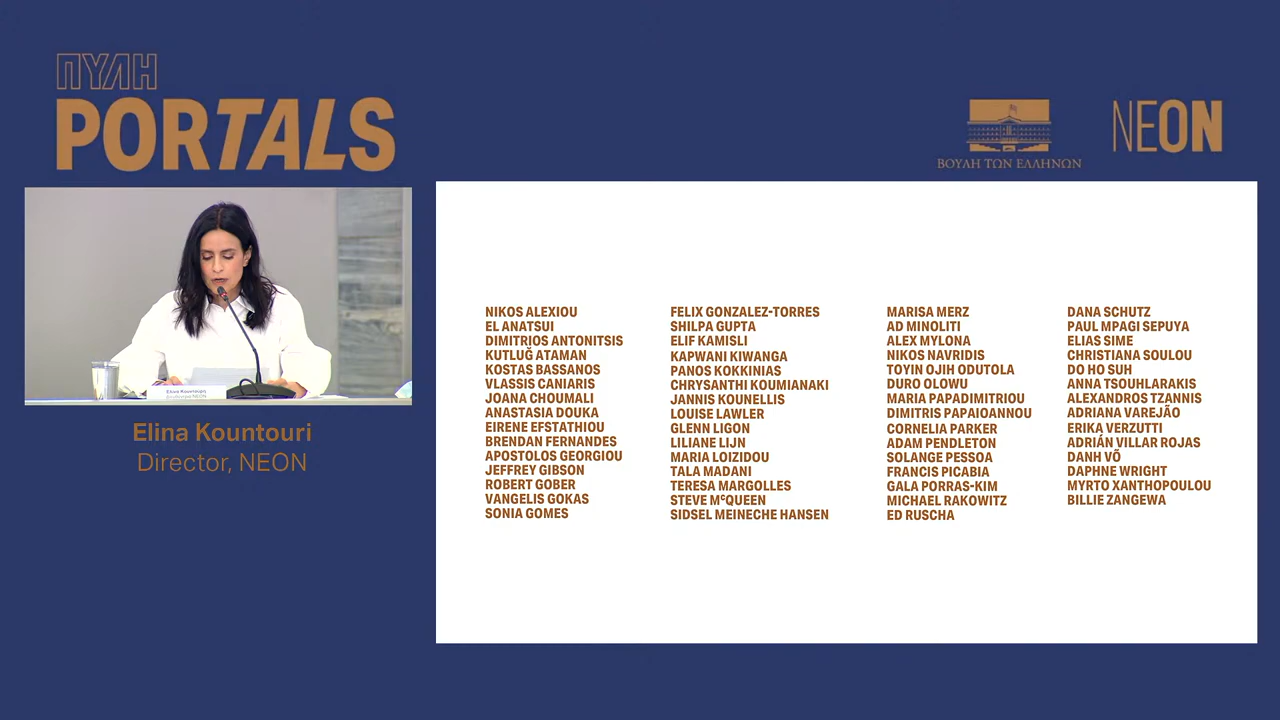 ΠΥΛΗ
PORTALS
ΒΟΥΛΗ ΤΩΝ ΕΛΛΗΝΩΝ
NEON
Elina Kountouri
Director, NEON
NIKOS ALEXIOU
EL ANATSUI
DIMITRIOS ANTONITSIS
KUTLUĞ ATAMAN
KOSTAS BASSANOS
VLASSIS CANIARIS
JOANA CHOUMALI
ANASTASIA DOUKA
EIRENE EFSTATHIOU
BRENDAN FERNANDES
APOSTOLOS GEORGIOU
JEFFREY GIBSON
ROBERT GOBER
VANGELIS GOKAS
SONIA GOMES
FELIX GONZALEZ-TORRES
SHILPA GUPTA
ELIF KAMISLI
KAPWANI KIWANGA
PANOS KOKKINIAS
CHRYSANTHI KOUMIANAKI
JANNIS KOUNELLIS
LOUISE LAWLER
GLENN LIGON
LILIANE LIJN
MARIA LOIZIDOU
TALA MADANI
TERESA MARGOLLES
STEVE McQUEEN
SIDSEL MEINECHE HANSEN
MARISA MERZ
AD MINOLITI
ALEX MYLONA
NIKOS NAVRIDIS
TOYIN OJIH ODUTOLA
DURO OLOWU
MARIA PAPADIMITRIOU
DIMITRIS PAPAIOANNOU
CORNELIA PARKER
ADAM PENDLETON
SOLANGE PESSOA
FRANCIS PICABIA
GALA PORRAS-KIM
MICHAEL RAKOWITZ
ED RUSCHA
DANA SCHUTZ
PAUL MPAGI SEPUYA
ELIAS SIME
CHRISTIANA SOULOU
DO HO SUH
ANNA TSOUHLARAKIS
ALEXANDROS TZANNIS
ADRIANA VAREJÃO
ERIKA VERZUTTI
ADRIÁN VILLAR ROJAS
DANH VÕ
DAPHNE WRIGHT
MYRTO XANTHOPOULOU
BILLIE ZANGEWA